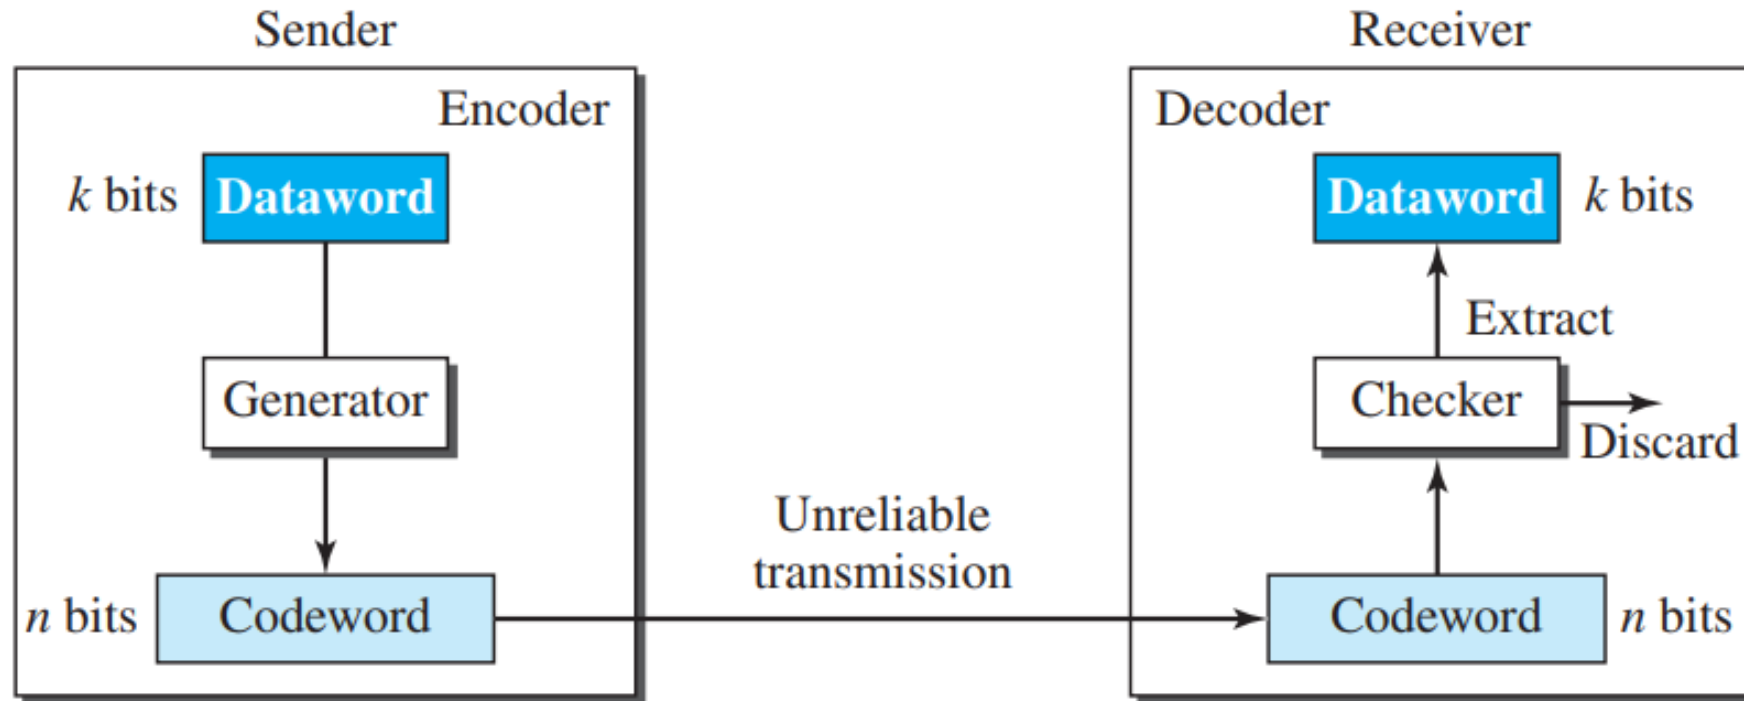 Sender
Encoder
k bits
Dataword
Generator
n bits
Codeword
Unreliable
transmission
Receiver
Decoder
Dataword
k bits
Extract
Checker
Discard
Codeword
n bits